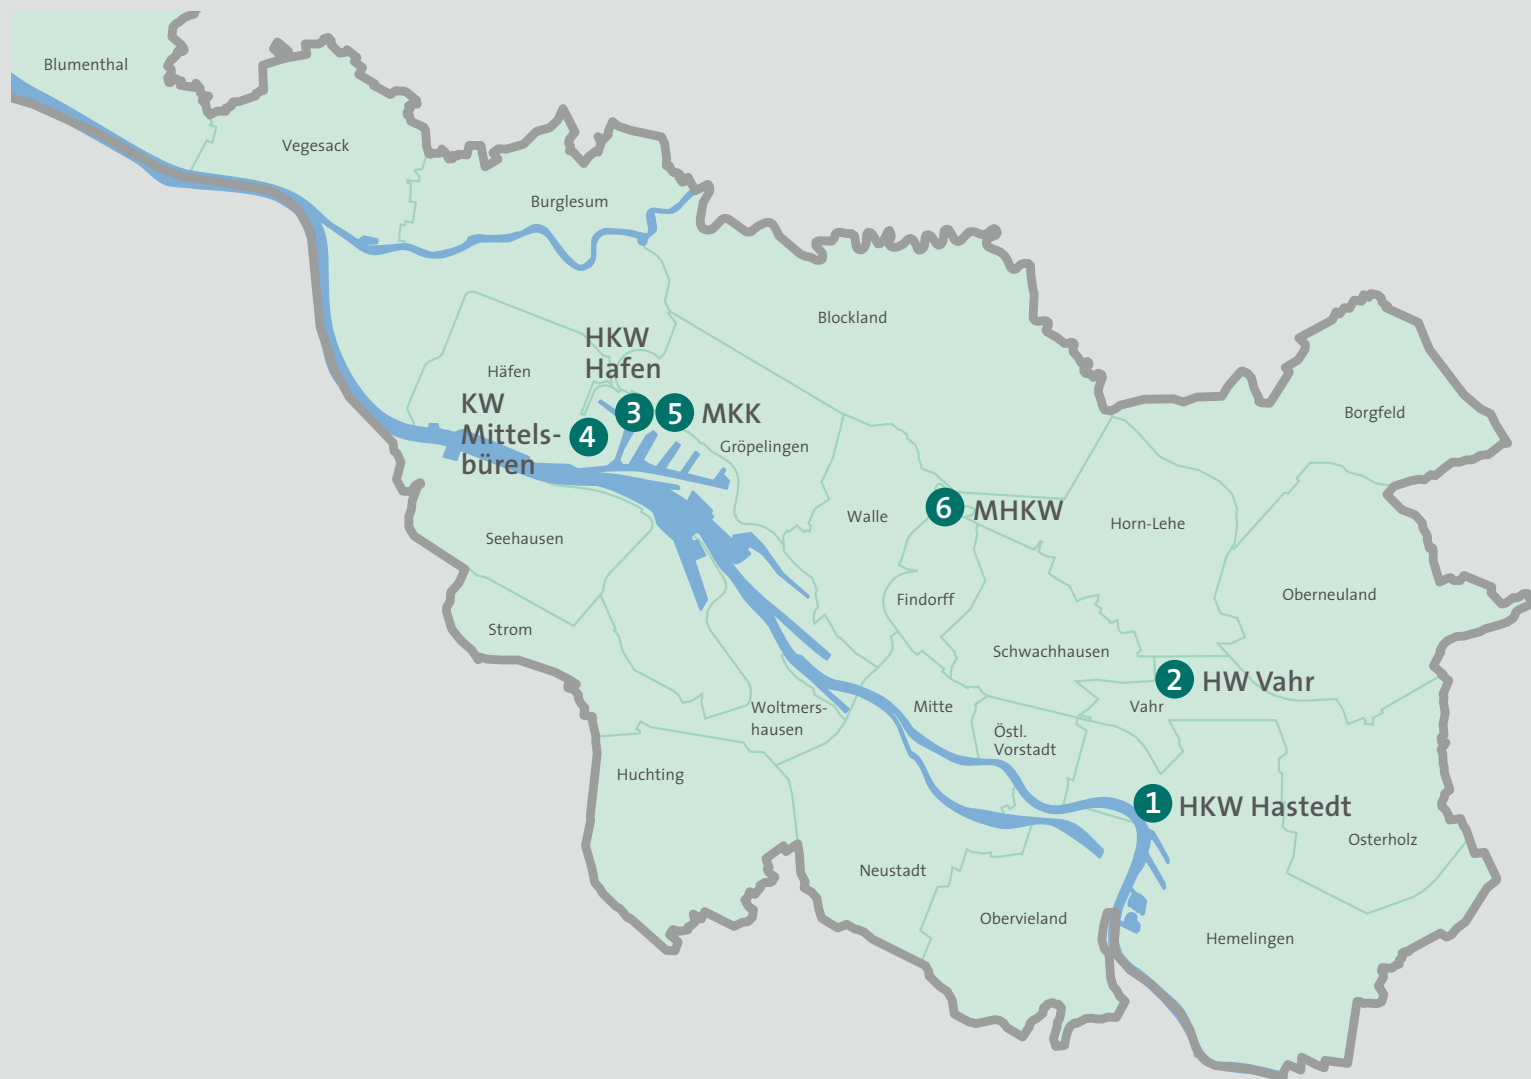 Blumenthal
Vegesack
Burglesum
Blockland
HKW
Hafen
Häfen
KW
Mittels-
büren
4
3
5
MKK
Gröpelingen
Borgfeld
Walle
6
MHKW
Horn-Lehe
Seehausen
Findorff
Oberneuland
Strom
Schwachhausen
2
HW Vahr
Vahr
Woltmers-
hausen
Mitte
Östl.
Vorstadt
Huchting
1
HKW Hastedt
Osterholz
Neustadt
Obervieland
Hemelingen